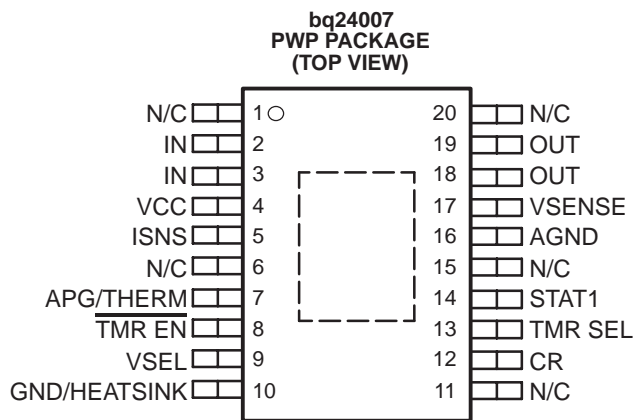 bq24007
PWP PACKAGE
(TOP VIEW)
N/C 1 20 N/C
IN 2 19 OUT
IN 3 18 OUT
VCC 4 17 VSENSE
ISNS 5 16 AGND
N/C 6 15 N/C
APG/THERM 7 14 STAT1
TMR EN 8 13 TMR SEL
VSEL 9 12 CR
GND/HEATSINK 10 11 N/C